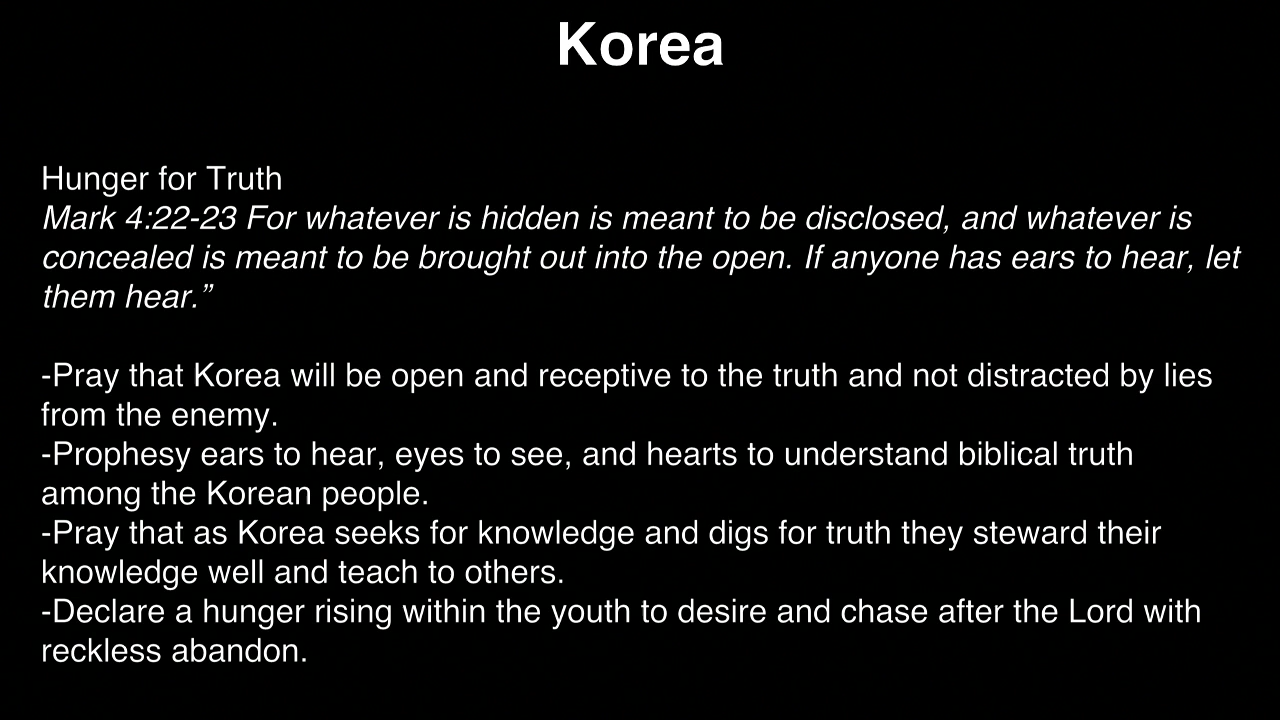 Korea
Hunger for Truth
Mark 4:22-23 For whatever is hidden is meant to be disclosed, and whatever is
concealed is meant to be brought out into the open. If anyone has ears to hear, let
them hear.”
-Pray that Korea will be open and receptive to the truth and not distracted by lies
from the enemy.
-Prophesy ears to hear, eyes to see, and hearts to understand biblical truth
among the Korean people.
-Pray that as Korea seeks for knowledge and digs for truth they steward their
knowledge well and teach to others.
-Declare a hunger rising within the youth to desire and chase after the Lord with
reckless abandon.